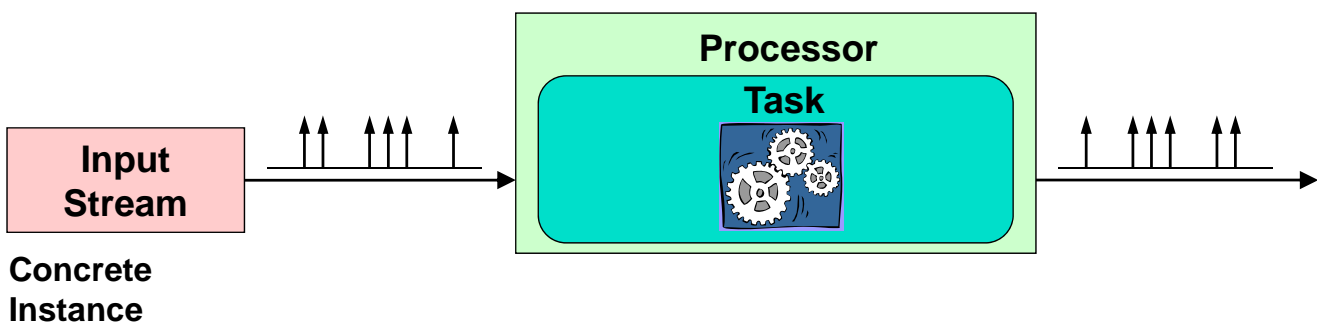 Processor
Task
Input
Stream
Concrete
Instance